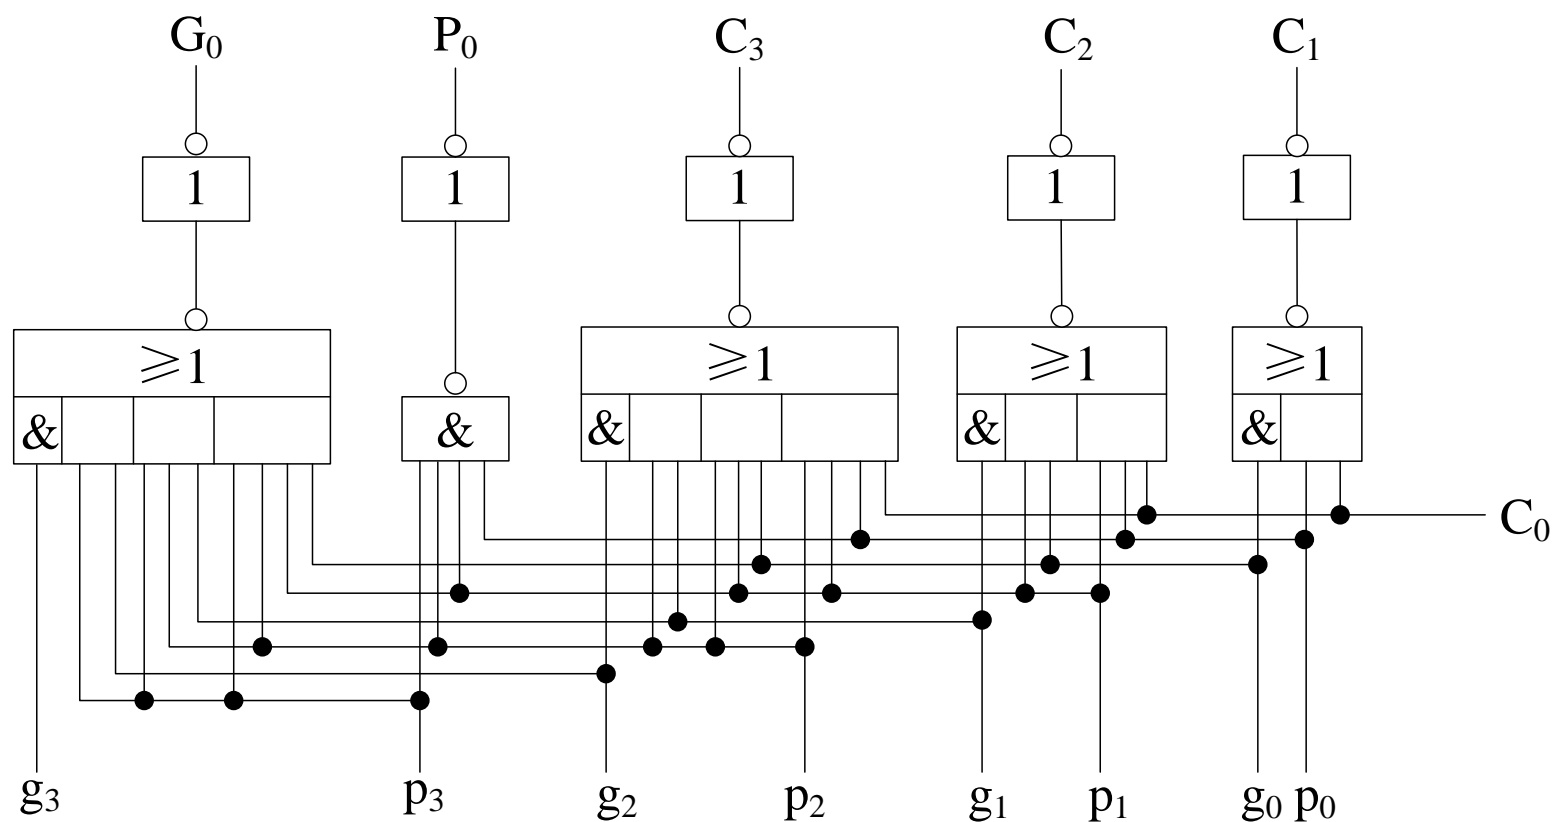 G₀ P₀ C₃ C₂ C₁
1 1 1 1 1
≥1 ≥1 ≥1 ≥1
& & & & &
C₀
g₃ p₃ g₂ p₂ g₁ p₁ g₀ p₀